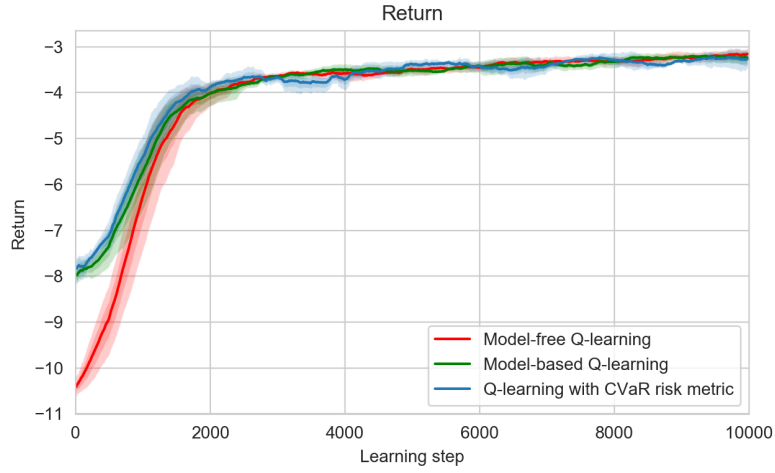 Return
Return
−3
−4
−5
−6
−7
−8
−9
−10
−11
Model-free Q-learning
Model-based Q-learning
Q-learning with CVaR risk metric
0 2000 4000 6000 8000 10000
Learning step